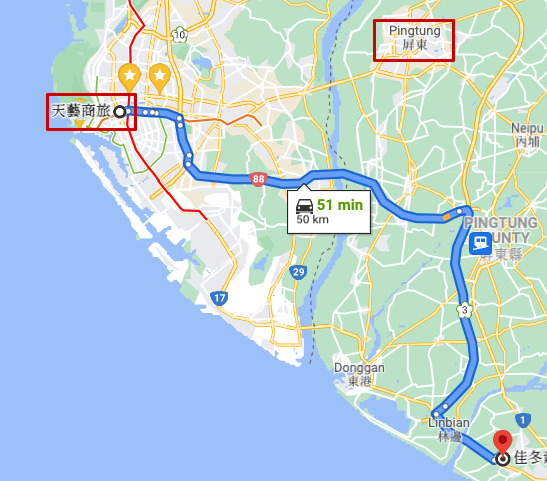 10
Pingtung
屏東
天藝商旅
Neipu
內埔
88
51 min
50 km
PINGTUNG
COUNTY
屏東縣
29
17
3
Donggan
東港
Linbian
林邊
1
佳冬